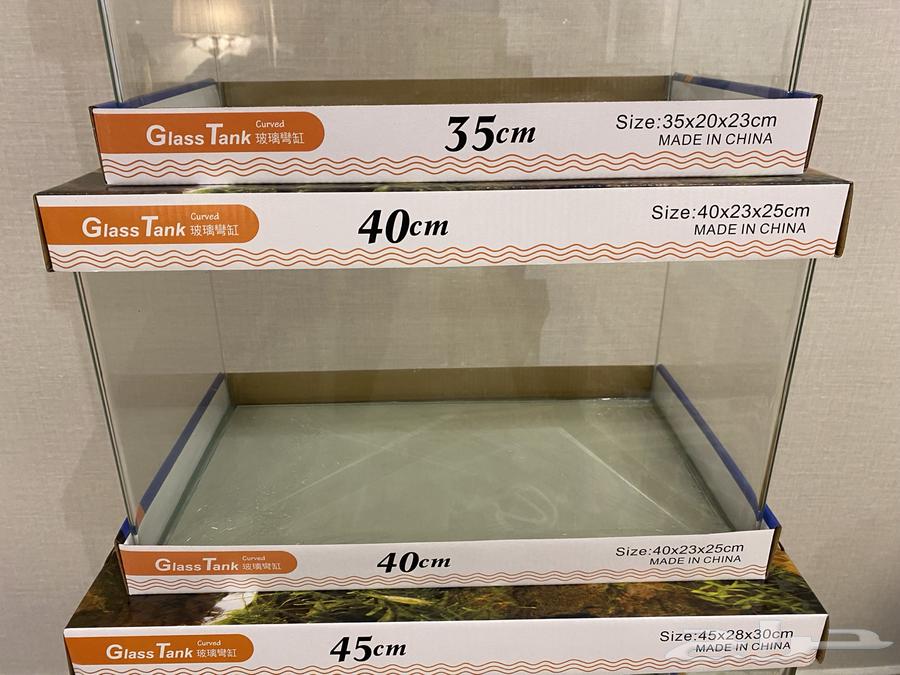 Glass Tank Curved 玻璃彎缸
35cm
Size:35x20x23cm
MADE IN CHINA
Glass Tank Curved 玻璃彎缸
40cm
Size:40x23x25cm
MADE IN CHINA
Glass Tank Curved 玻璃彎缸
40cm
Size:40x23x25cm
MADE IN CHINA
Glass Tank Curved 玻璃彎缸
45cm
Size:45x28x30cm
MADE IN CHINA